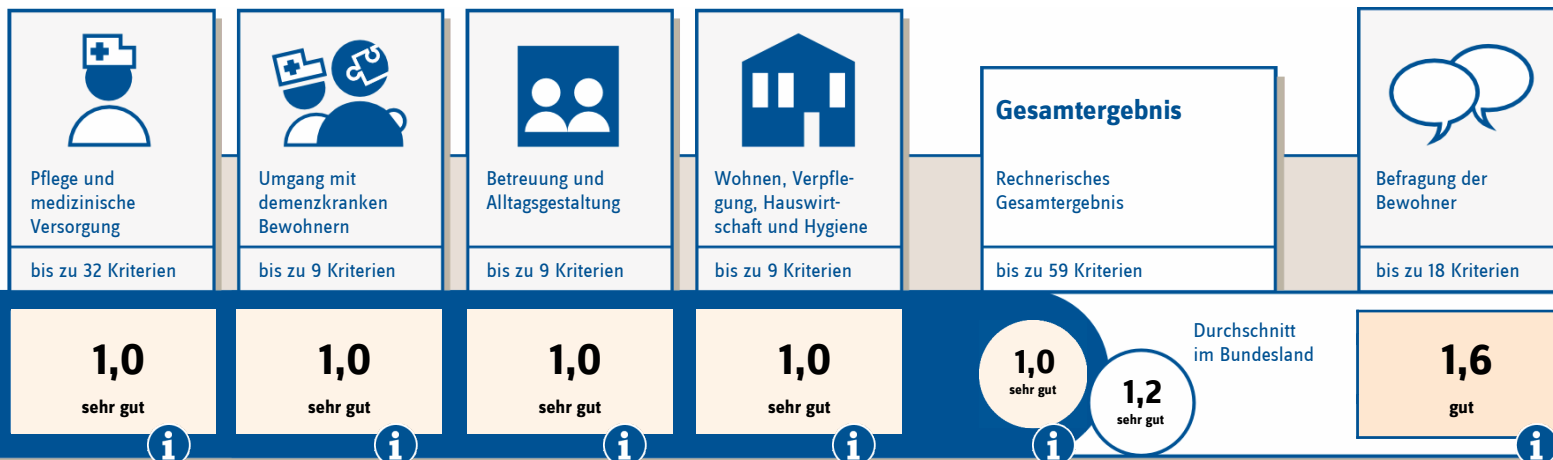 Pflege und
medizinische
Versorgung
bis zu 32 Kriterien
1,0
sehr gut
i
Umgang mit
demenzkranken
Bewohnern
bis zu 9 Kriterien
1,0
sehr gut
i
Betreuung und
Alltagsgestaltung
bis zu 9 Kriterien
1,0
sehr gut
i
Wohnen, Verpfle-
gung, Hauswirt-
schaft und Hygiene
bis zu 9 Kriterien
1,0
sehr gut
i
Gesamtergebnis
Rechnerisches
Gesamtergebnis
bis zu 59 Kriterien
1,0
sehr gut
i
Durchschnitt
im Bundesland
1,2
sehr gut
Befragung der
Bewohner
bis zu 18 Kriterien
1,6
gut
i